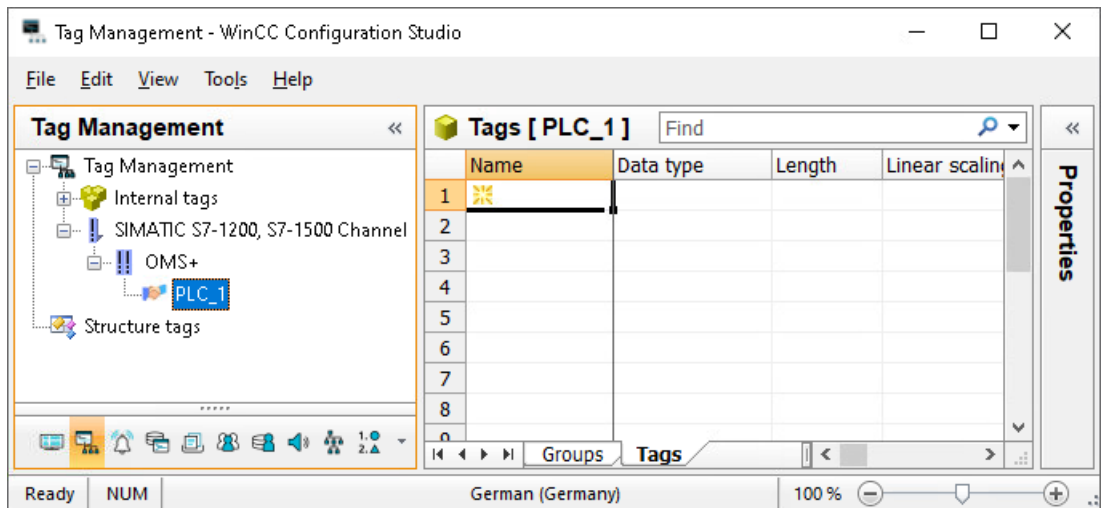 Tag Management - WinCC Configuration Studio
File Edit View Tools Help
Tag Management
Tag Management
Internal tags
SIMATIC S7-1200, S7-1500 Channel
OMS+
PLC_1
Structure tags
Tags [ PLC_1 ] Find
Name Data type Length Linear scaling
1
2
3
4
5
6
7
8
Groups Tags
Properties
Ready NUM German (Germany) 100 %